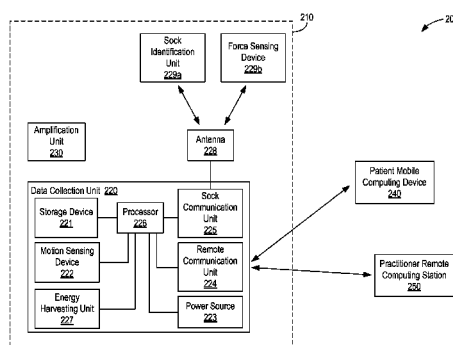 210
20
Sock
Identification
Unit
229a
Force Sensing
Device
229b
Amplification
Unit
230
Antenna
228
Data Collection Unit 220
Storage Device
221
Processor
226
Sock
Communication
Unit
225
Motion Sensing
Device
222
Remote
Communication
Unit
224
Energy
Harvesting Unit
227
Power Source
223
Patient Mobile
Computing Device
240
Practitioner Remote
Computing Station
250